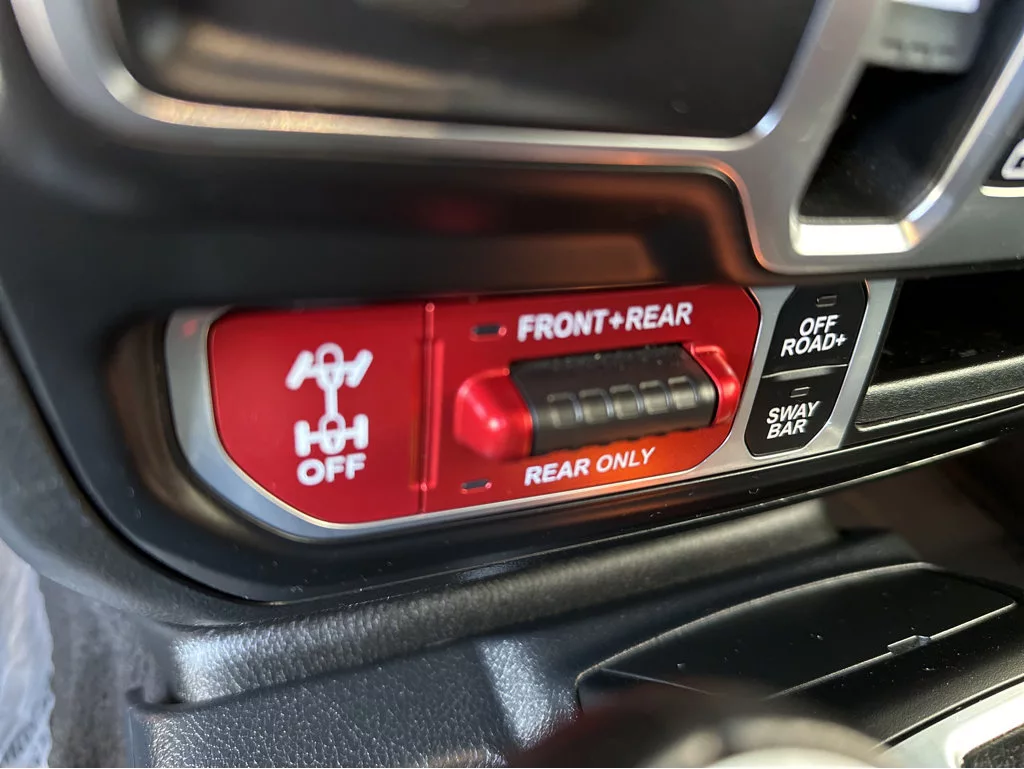 FRONT+REAR
OFF
REAR ONLY
OFF
ROAD+
SWAY
BAR